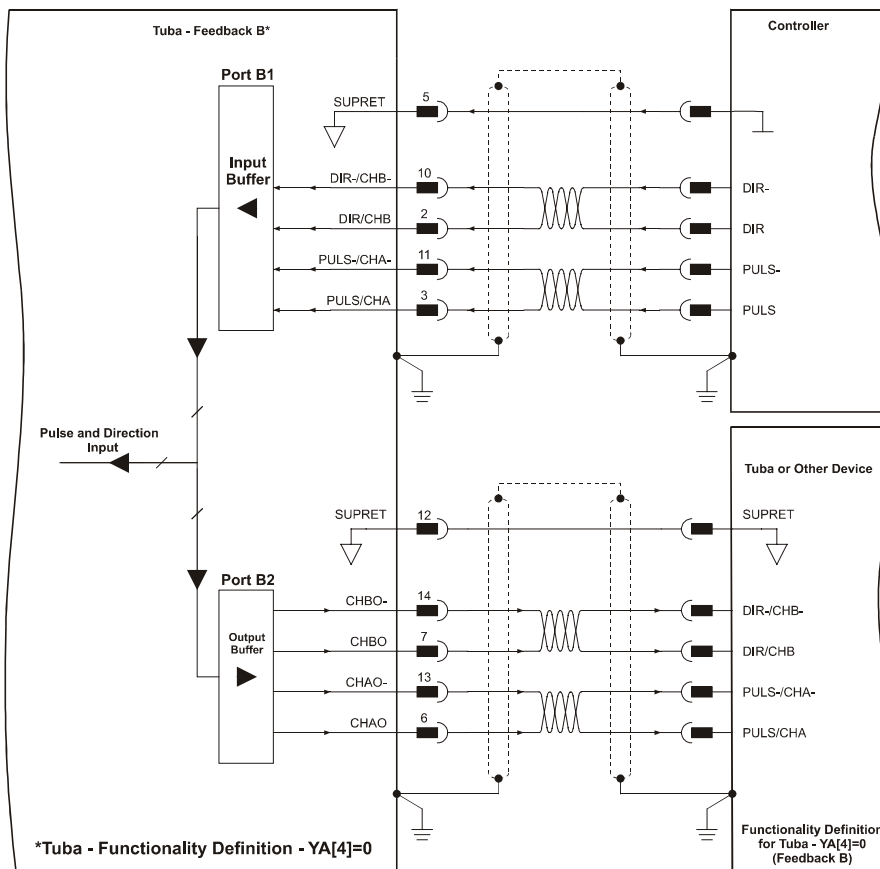 Tuba - Feedback B*
Controller
Port B1
SUPRET
5
Input
Buffer
DIR-/CHB-
10
DIR-
DIR/CHB
2
DIR
PULS-/CHA-
11
PULS-
PULS/CHA
3
PULS
Pulse and Direction
Input
Tuba or Other Device
SUPRET
12
SUPRET
Port B2
CHBO-
14
DIR-/CHB-
Output
Buffer
CHBO
7
DIR/CHB
CHAO-
13
PULS-/CHA-
CHAO
6
PULS/CHA
*Tuba - Functionality Definition - YA[4]=0
Functionality Definition
for Tuba - YA[4]=0
(Feedback B)